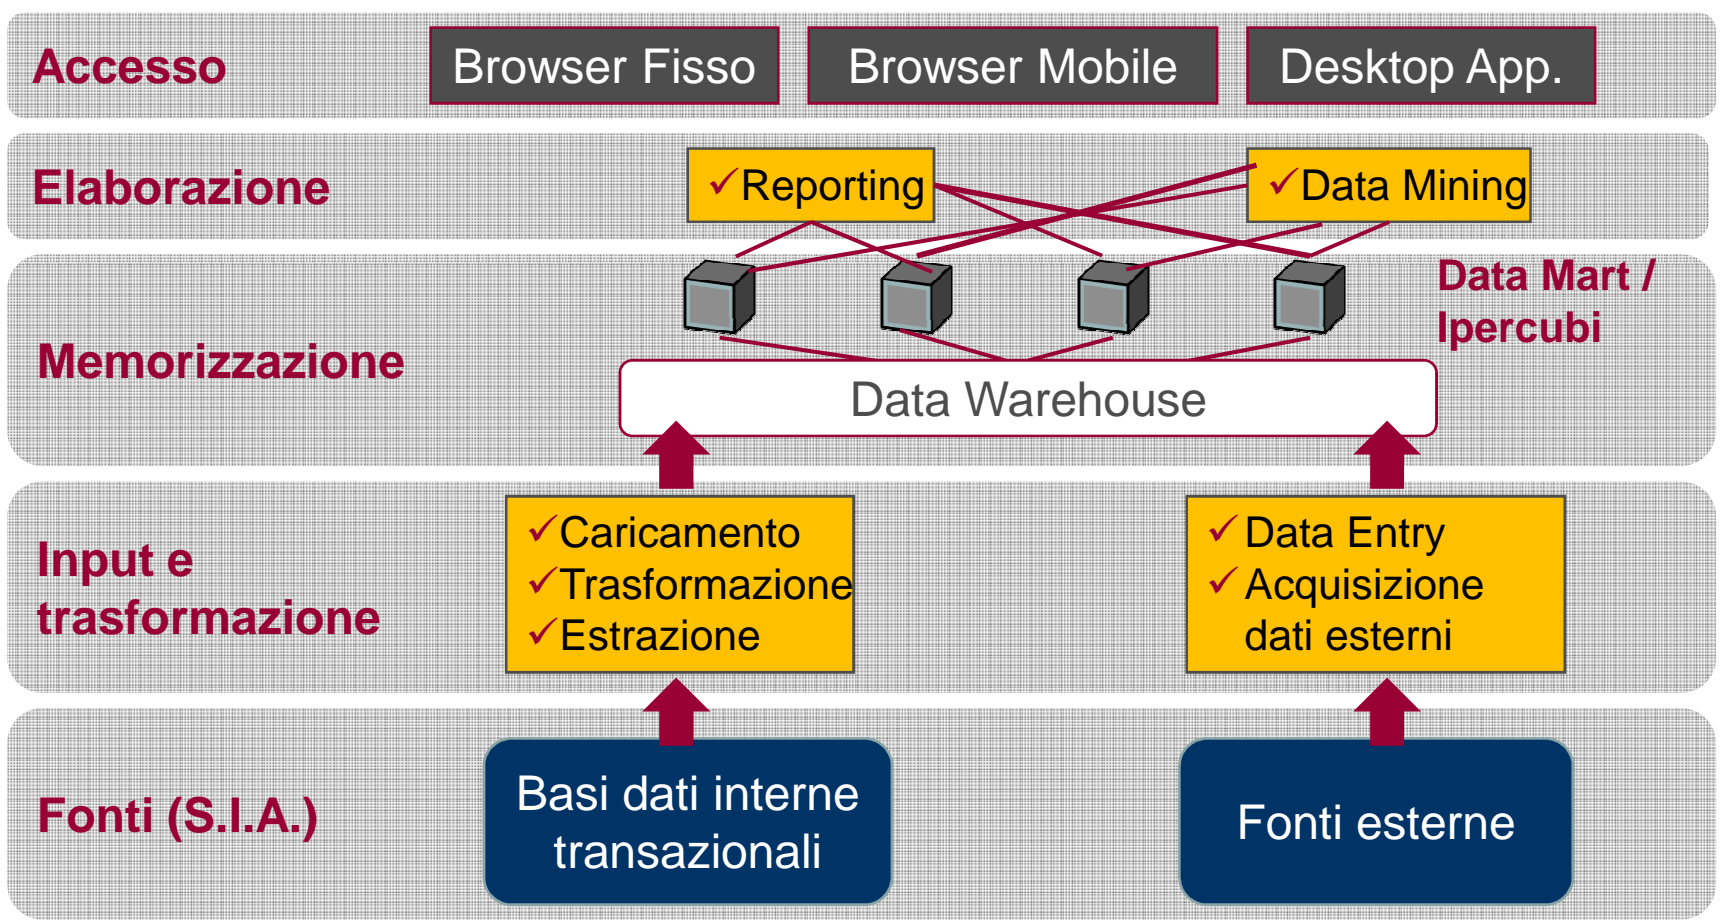 Accesso
Browser Fisso
Browser Mobile
Desktop App.
Elaborazione
✓Reporting
✓Data Mining
Data Mart /
Ipercubi
Memorizzazione
Data Warehouse
Input e
trasformazione
✓Caricamento
✓Trasformazione
✓Estrazione
✓Data Entry
✓Acquisizione
dati esterni
Fonti (S.I.A.)
Basi dati interne
transazionali
Fonti esterne